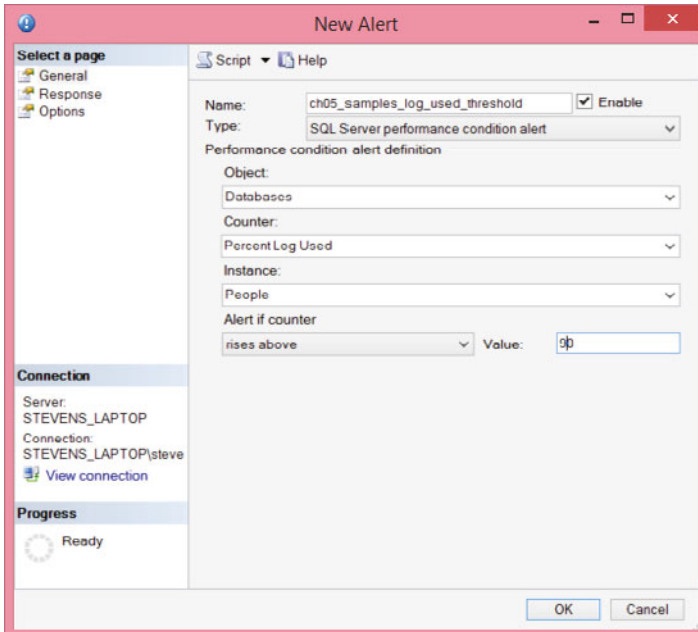 New Alert
Select a page
General
Response
Options
Script Help
Name: ch05_samples_log_used_threshold Enable
Type: SQL Server performance condition alert
Performance condition alert definition
Object:
Databases
Counter:
Percent Log Used
Instance:
People
Alert if counter
rises above Value: 90
Connection
Server:
STEVENS_LAPTOP
Connection:
STEVENS_LAPTOP\steve
View connection
Progress
Ready
OK Cancel